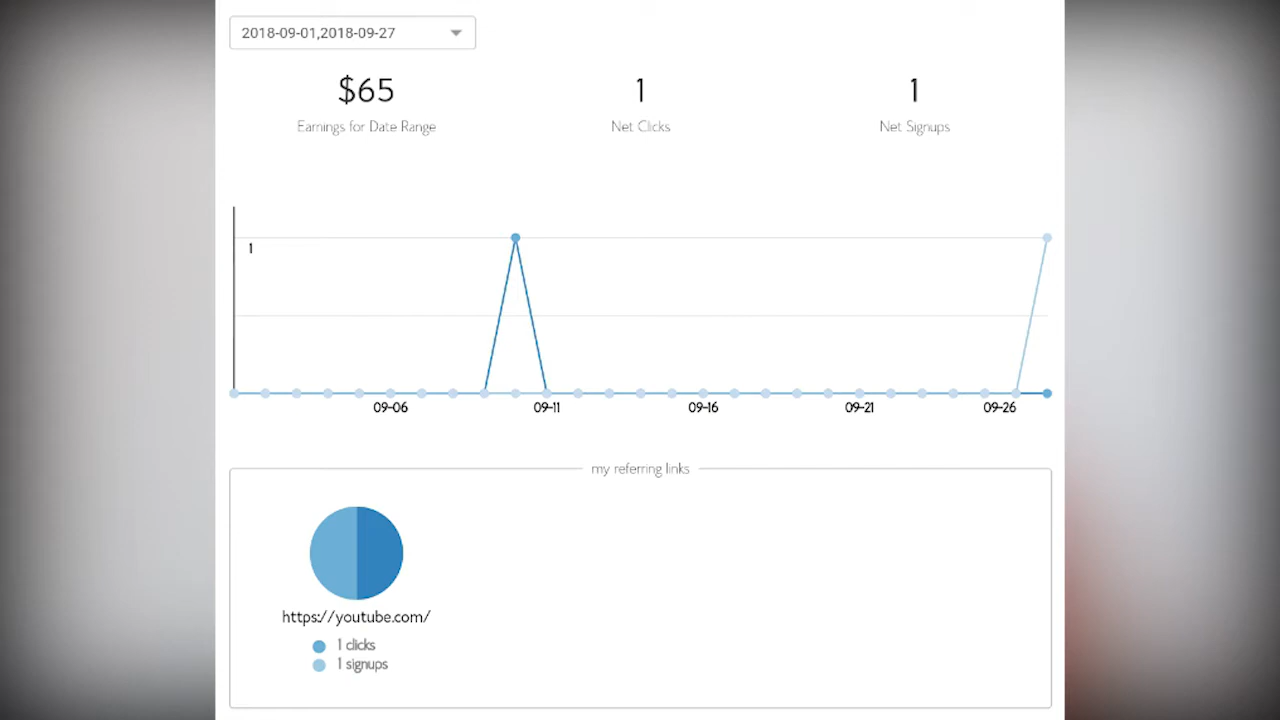 2018-09-01,2018-09-27
$65 1 1
Earnings for Date Range Net Clicks Net Signups
1
09-06 09-11 09-16 09-21 09-26
my referring links
https://youtube.com/
1 clicks
1 signups